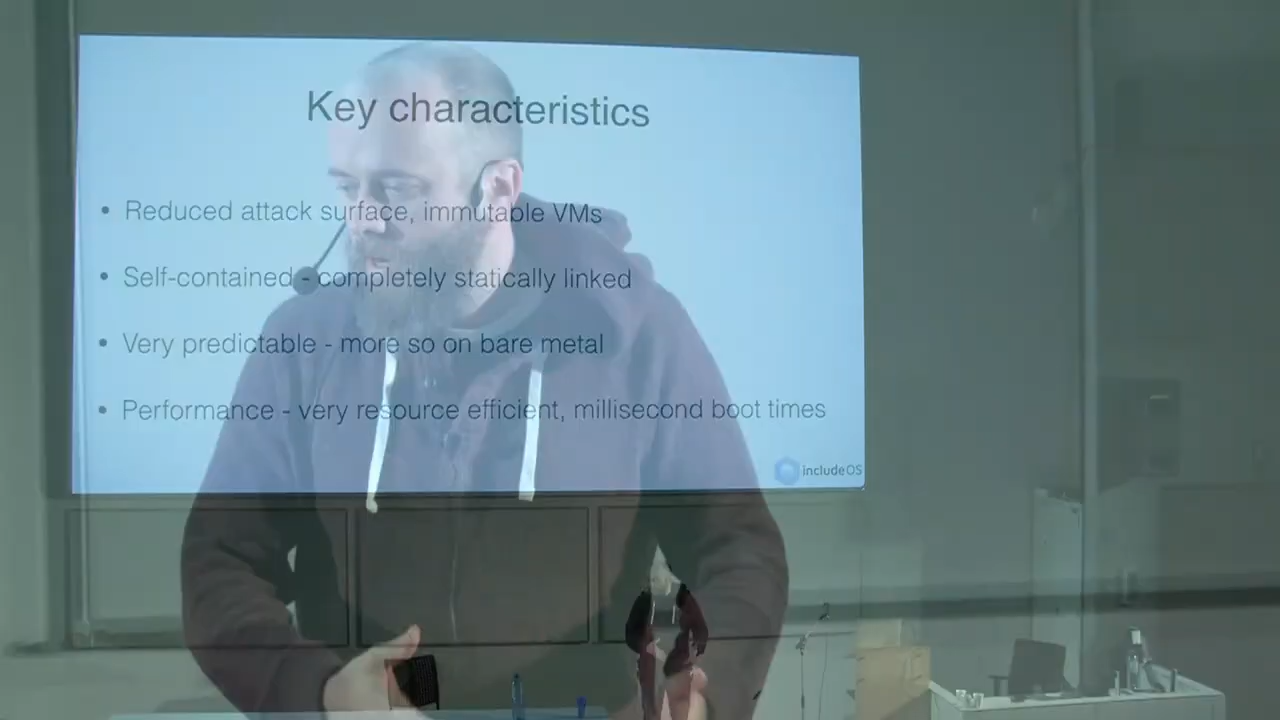 Key characteristics
• Reduced attack surface, immutable VMs
• Self-contained - completely statically linked
• Very predictable - more so on bare metal
• Performance - very resource efficient, millisecond boot times
includeOS